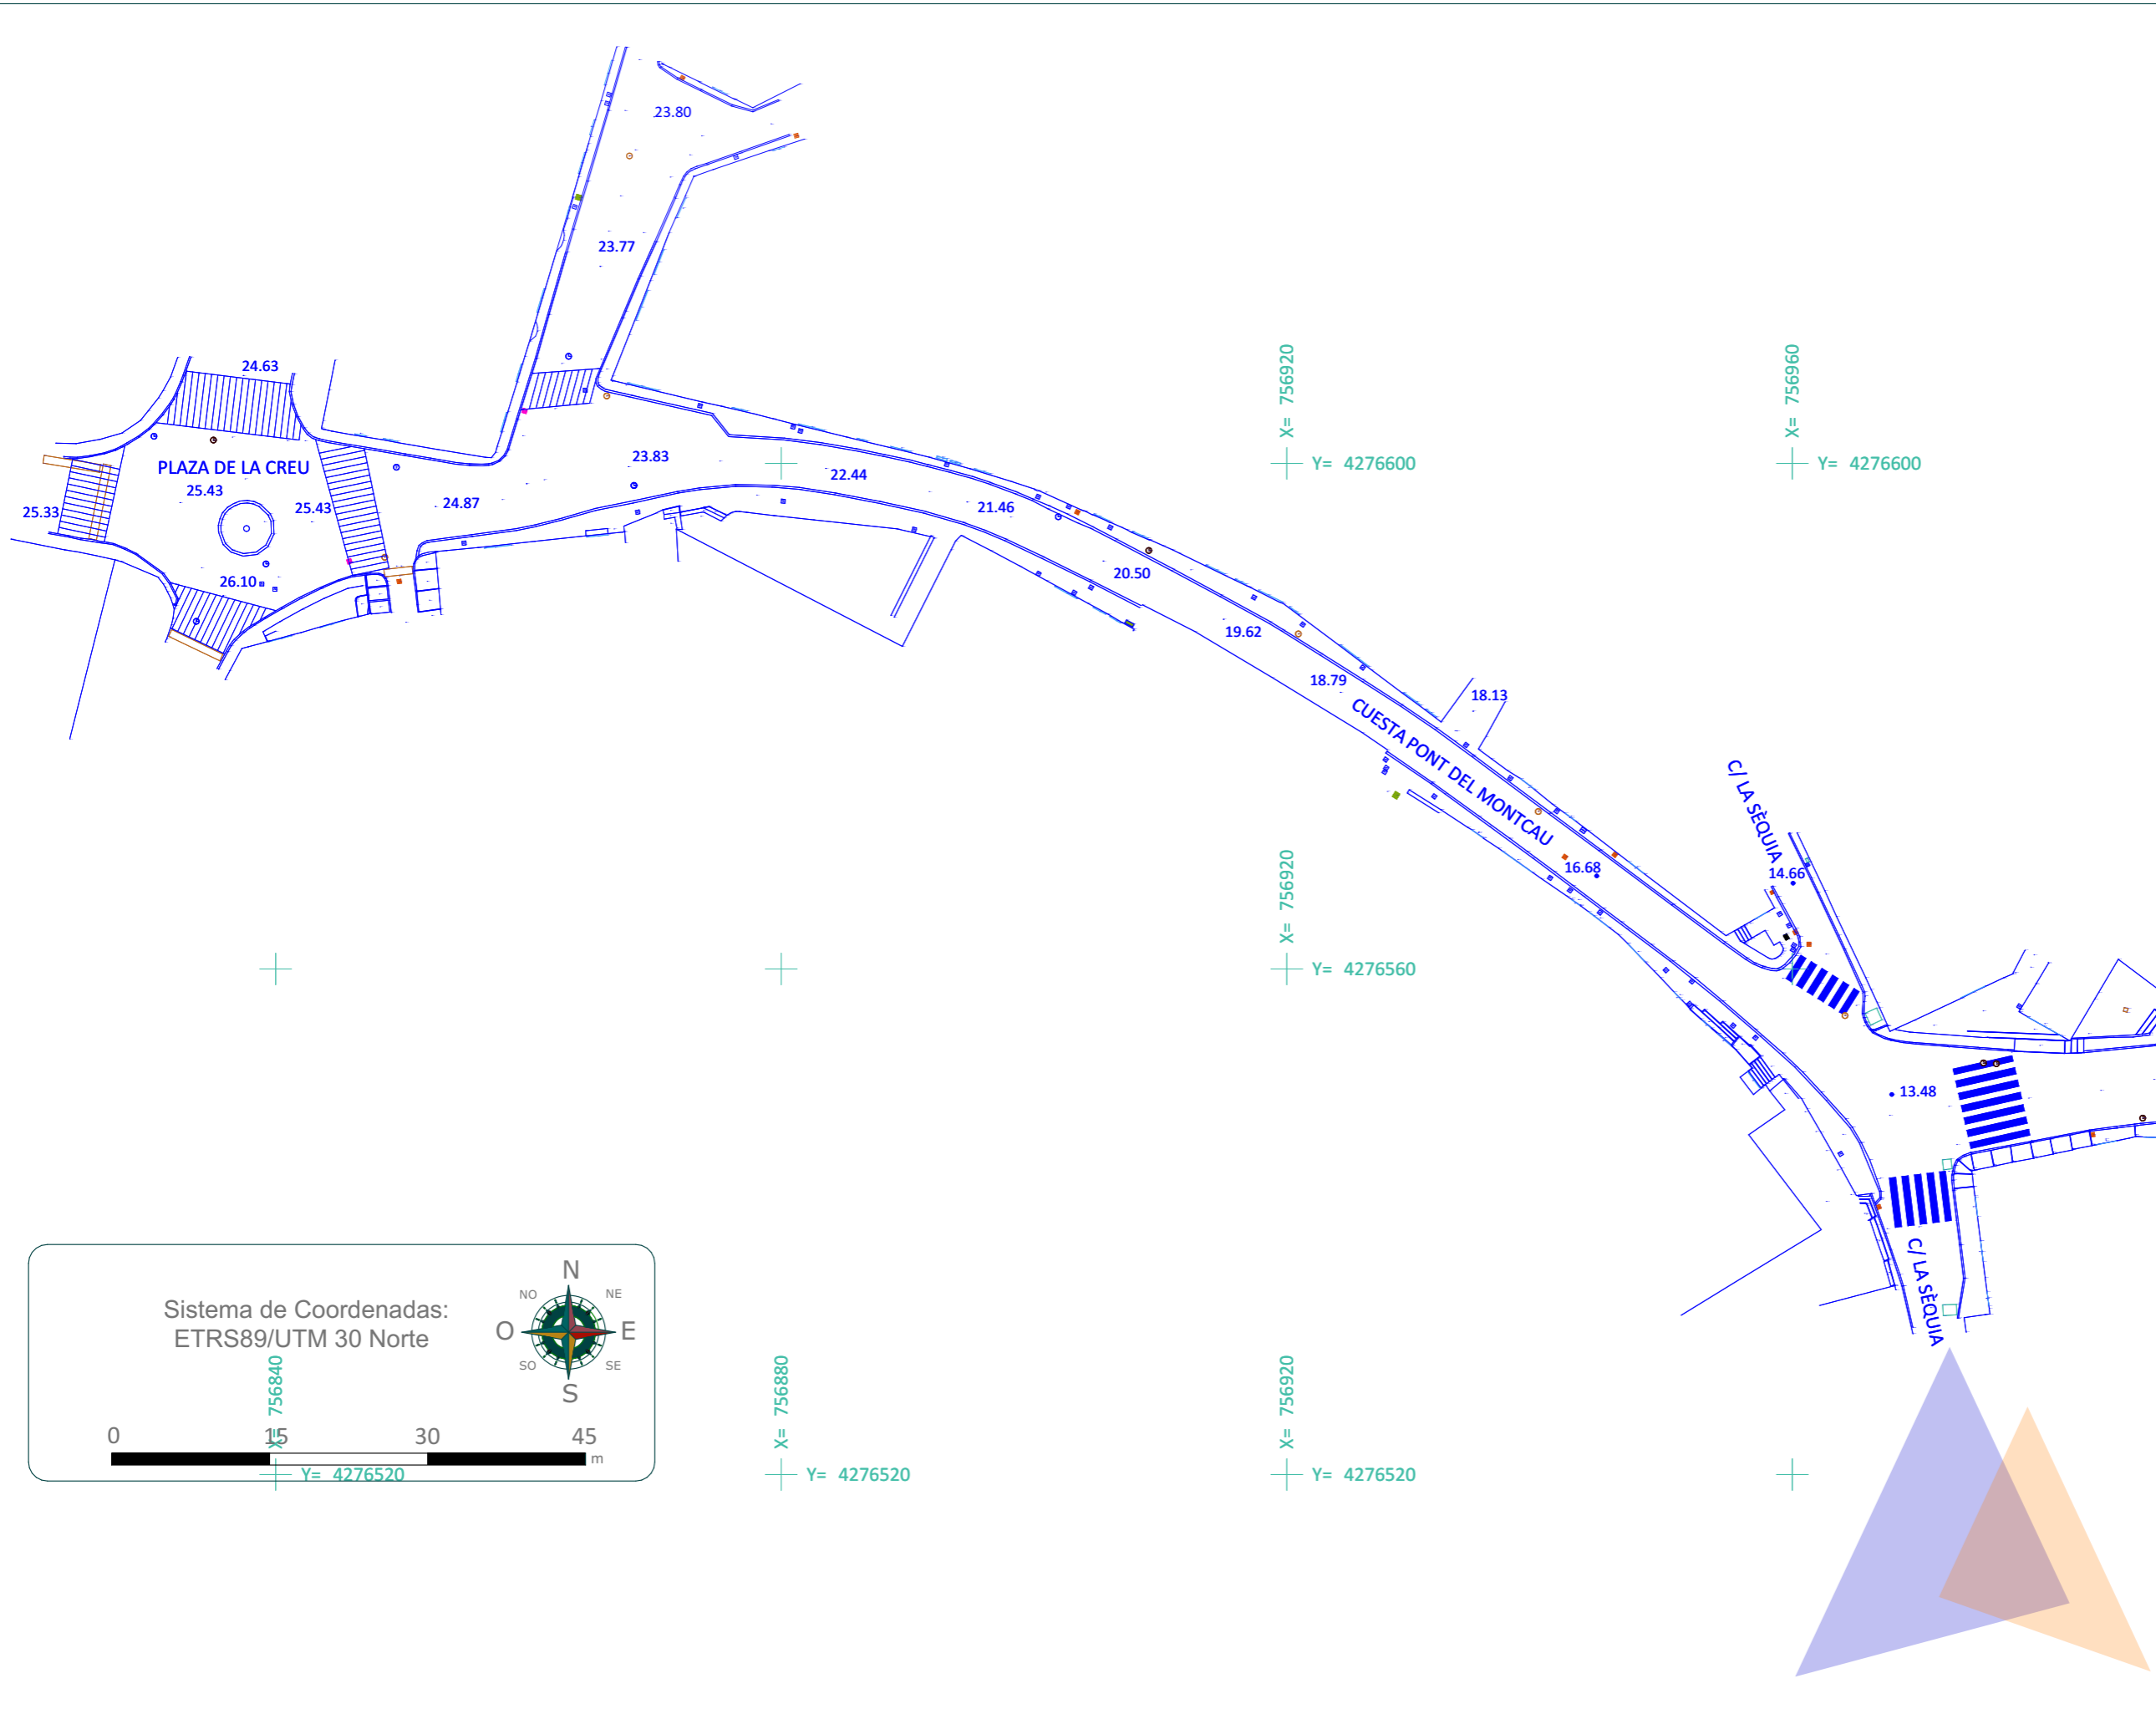 23.80
23.77
X= 756920
X= 756960
24.63
23.83
Y= 4276600
Y= 4276600
PLAZA DE LA CREU
22.44
25.43
24.87
25.43
21.46
25.33
20.50
26.10
19.62
18.79
18.13
CUESTA PONT DEL MONTCAU
C/ LA SÈQUIA
16.68
14.66
X= 756920
Y= 4276560
13.48
C/ LA SÈQUIA
Sistema de Coordenadas:
ETRS89/UTM 30 Norte
N
NO
NE
O
E
SO
SE
S
X= 756840
X= 756880
X= 756920
0
15
30
45
m
Y= 4276520
Y= 4276520
Y= 4276520